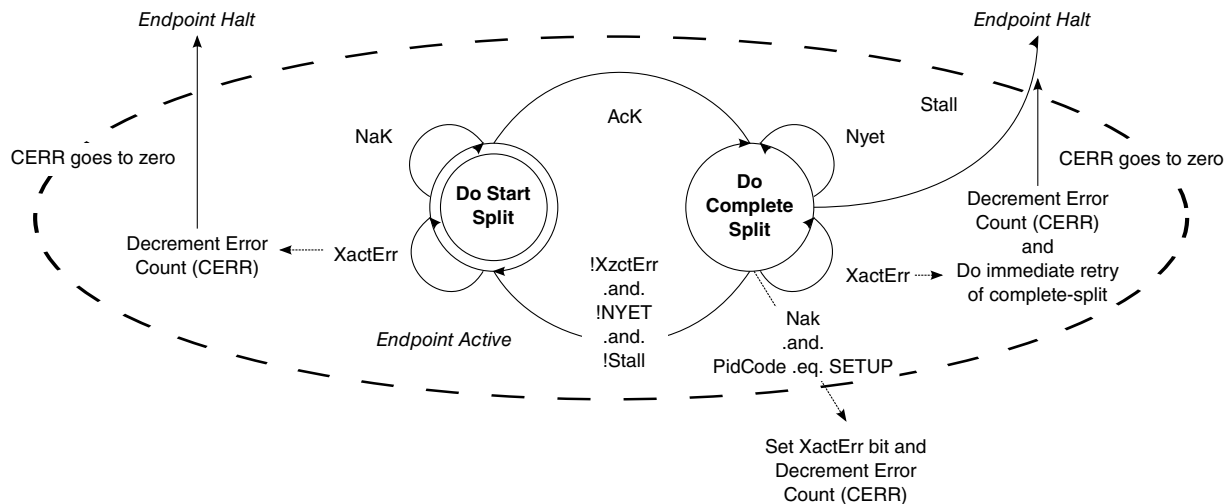 Endpoint Halt
Endpoint Halt
AcK
Stall
NaK
Nyet
CERR goes to zero
CERR goes to zero
Do Start
Split
Do
Complete
Split
Decrement Error
Count (CERR)
XactErr
Decrement Error
Count (CERR)
and
Do immediate retry
of complete-split
XactErr
!XzctErr
.and.
!NYET
.and.
!Stall
Endpoint Active
Nak
.and.
PidCode .eq. SETUP
Set XactErr bit and
Decrement Error
Count (CERR)